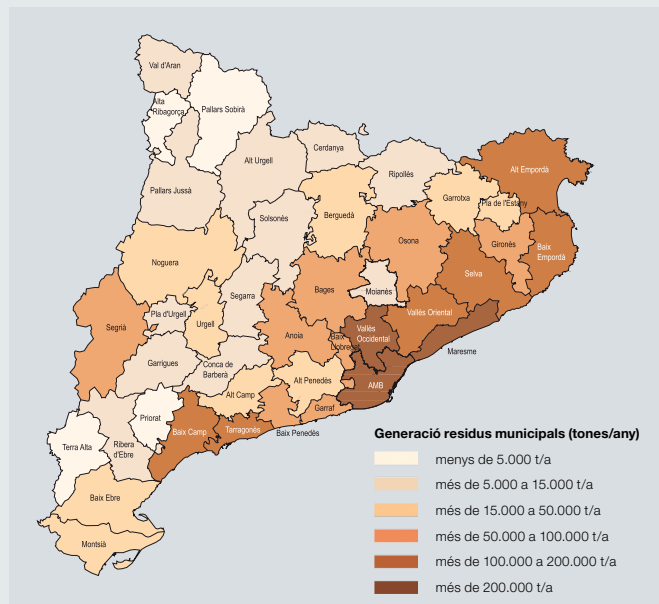 Val d'Aran
Alta
Ribagorça
Pallars Sobirà
Cerdanya
Alt Urgell
Ripollès
Alt Empordà
Garrotxa
Pla de l'Estany
Pallars Jussà
Solsonès
Berguedà
Osona
Gironès
Baix
Empordà
Noguera
Selva
Bages
Moianès
Segarra
Pla d'Urgell
Urgell
Segrià
Vallès Oriental
Vallès
Occidental
Anoia
Baix
Llobregat
Maresme
Garrigues
Conca de
Barberà
Alt Penedès
AMB
Alt Camp
Garraf
Priorat
Baix Camp
Tarragonès
Baix Penedès
Terra Alta
Ribera
d'Ebre
Baix Ebre
Montsià
Generació residus municipals (tones/any)
menys de 5.000 t/a
més de 5.000 a 15.000 t/a
més de 15.000 a 50.000 t/a
més de 50.000 a 100.000 t/a
més de 100.000 a 200.000 t/a
més de 200.000 t/a